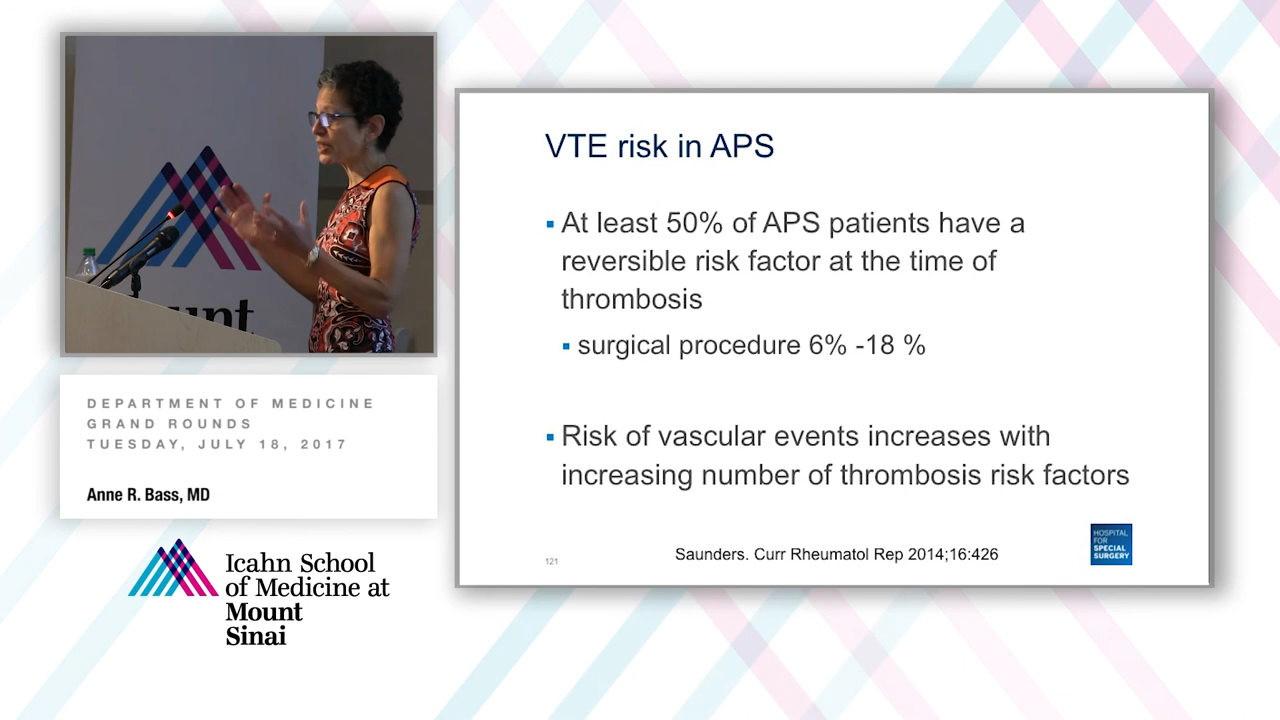 unt
DEPARTMENT OF MEDICINE
GRAND ROUNDS
TUESDAY, JULY 18, 2017
Anne R. Bass, MD
Icahn School
of Medicine at
Mount
Sinai
VTE risk in APS
At least 50% of APS patients have a
reversible risk factor at the time of
thrombosis
surgical procedure 6% -18 %
Risk of vascular events increases with
increasing number of thrombosis risk factors
121
Saunders. Curr Rheumatol Rep 2014;16:426
HOSPITAL
FOR
SPECIAL
SURGERY